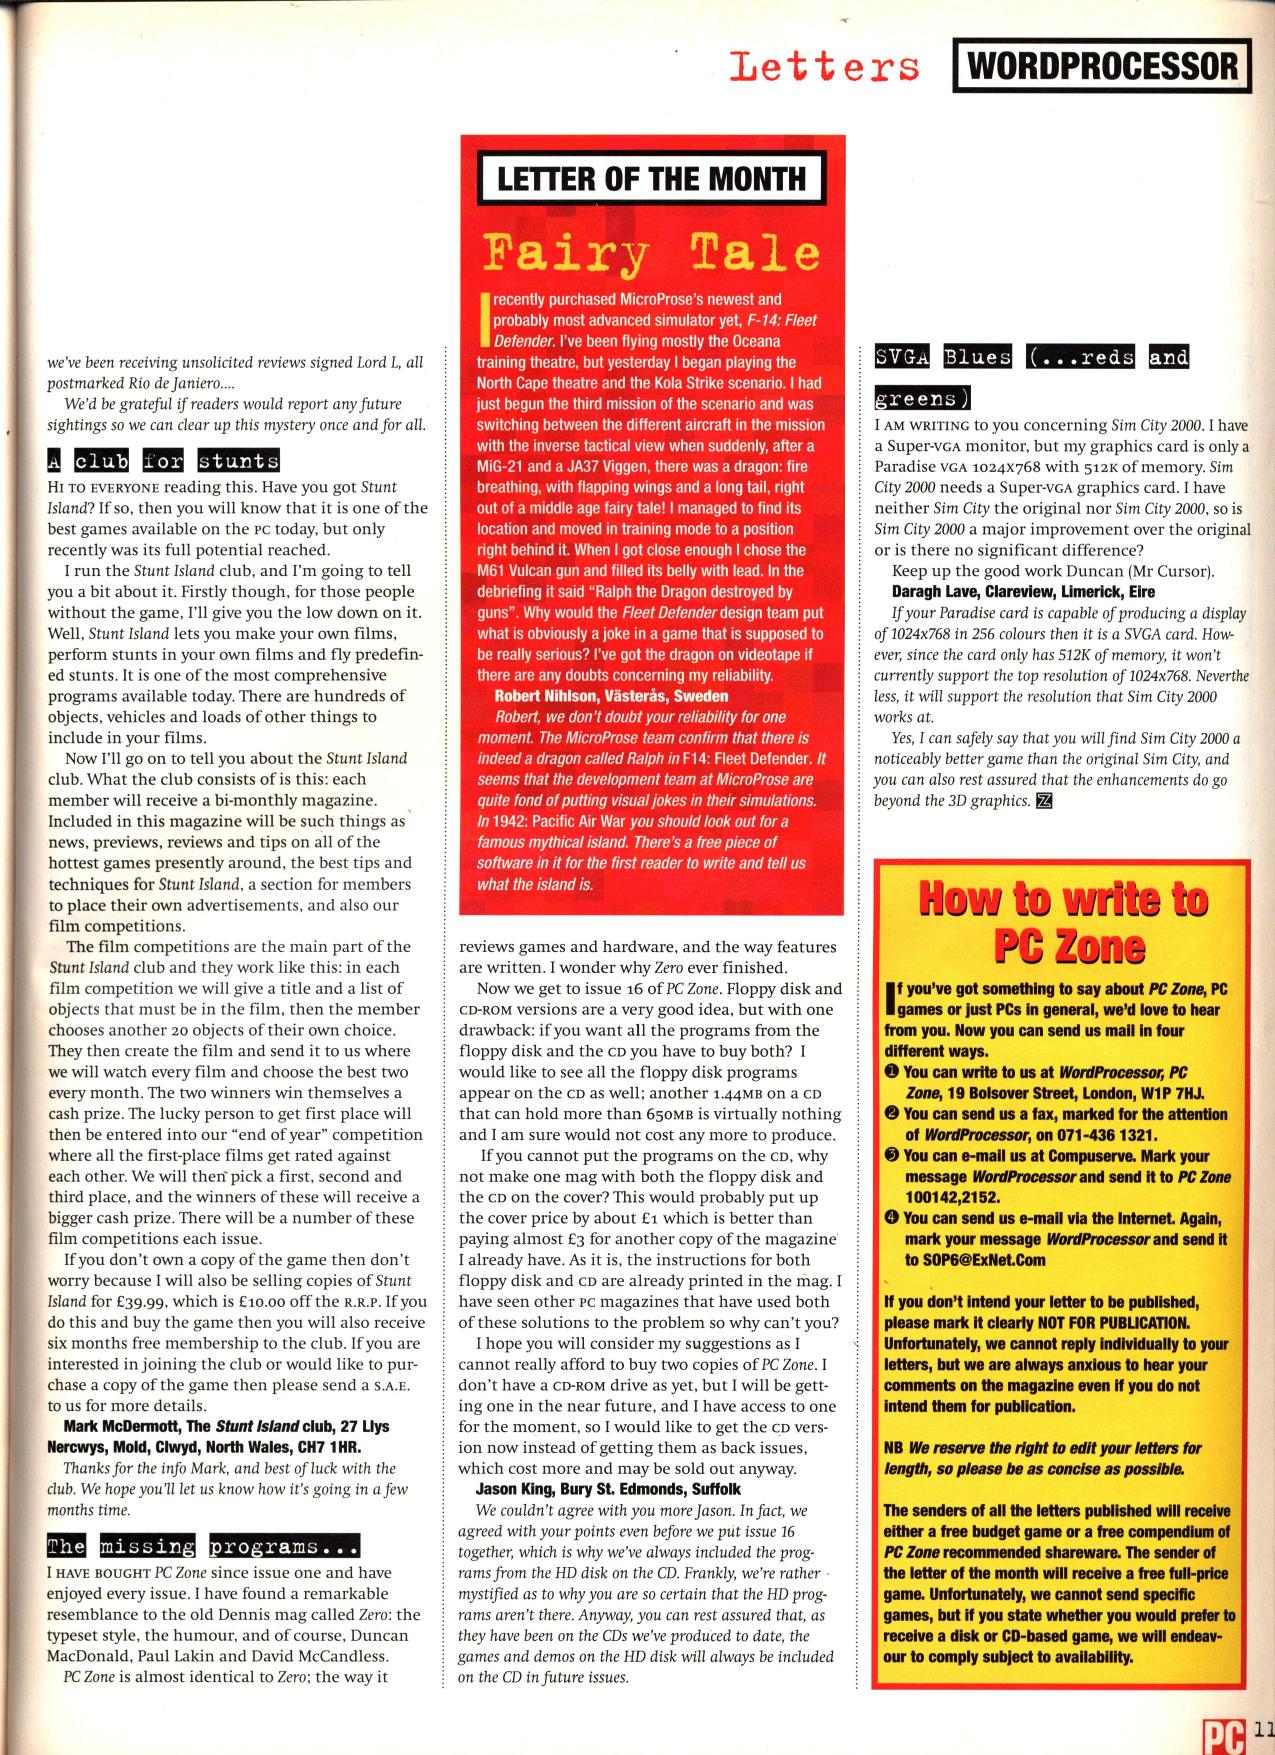 Letters WORDPROCESSOR
we've been receiving unsolicited reviews signed Lord L, all
postmarked Rio de Janiero....
We'd be grateful if readers would report any future
sightings so we can clear up this mystery once and for all.
A club for stunts
HI TO EVERYONE reading this. Have you got Stunt
Island? If so, then you will know that it is one of the
best games available on the PC today, but only
recently was its full potential reached.
I run the Stunt Island club, and I'm going to tell
you a bit about it. Firstly though, for those people
without the game, I'll give you the low down on it.
Well, Stunt Island lets you make your own films,
perform stunts in your own films and fly predefin-
ed stunts. It is one of the most comprehensive
programs available today. There are hundreds of
objects, vehicles and loads of other things to
include in your films.
Now I'll go on to tell you about the Stunt Island
club. What the club consists of is this: each
member will receive a bi-monthly magazine.
Included in this magazine will be such things as
news, previews, reviews and tips on all of the
hottest games presently around, the best tips and
techniques for Stunt Island, a section for members
to place their own advertisements, and also our
film competitions.
The film competitions are the main part of the
Stunt Island club and they work like this: in each
film competition we will give a title and a list of
objects that must be in the film, then the member
chooses another 20 objects of their own choice.
They then create the film and send it to us where
we will watch every film and choose the best two
every month. The two winners win themselves a
cash prize. The lucky person to get first place will
then be entered into our "end of year" competition
where all the first-place films get rated against
each other. We will then pick a first, second and
third place, and the winners of these will receive a
bigger cash prize. There will be a number of these
film competitions each issue.
If you don't own a copy of the game then don't
worry because I will also be selling copies of Stunt
Island for £39.99, which is £10.00 off the R.R.P. If you
do this and buy the game then you will also receive
six months free membership to the club. If you are
interested in joining the club or would like to pur-
chase a copy of the game then please send a S.A.E.
to us for more details.
Mark McDermott, The Stunt Island club, 27 Llys
Nercwys, Mold, Clwyd, North Wales, CH7 1HR.
Thanks for the info Mark, and best of luck with the
club. We hope you'll let us know how it's going in a few
months time.
The missing programs...
I HAVE BOUGHT PC Zone since issue one and have
enjoyed every issue. I have found a remarkable
resemblance to the old Dennis mag called Zero: the
typeset style, the humour, and of course, Duncan
MacDonald, Paul Lakin and David McCandless.
PC Zone is almost identical to Zero; the way it
LETTER OF THE MONTH
Fairy Tale
I recently purchased MicroProse's newest and
probably most advanced simulator yet, F-14: Fleet
Defender. I've been flying mostly the Oceana
training theatre, but yesterday I began playing the
North Cape theatre and the Kola Strike scenario. I had
just begun the third mission of the scenario and was
switching between the different aircraft in the mission
with the inverse tactical view when suddenly, after a
MiG-21 and a JA37 Viggen, there was a dragon: fire
breathing, with flapping wings and a long tail, right
out of a middle age fairy tale! I managed to find its
location and moved in training mode to a position
right behind it. When I got close enough I chose the
M61 Vulcan gun and filled its belly with lead. In the
debriefing it said "Ralph the Dragon destroyed by
guns". Why would the Fleet Defender design team put
what is obviously a joke in a game that is supposed to
be really serious? I've got the dragon on videotape if
there are any doubts concerning my reliability.
Robert Nihlson, Västerås, Sweden
Robert, we don't doubt your reliability for one
moment. The MicroProse team confirm that there is
indeed a dragon called Ralph in F14: Fleet Defender. It
seems that the development team at MicroProse are
quite fond of putting visual jokes in their simulations.
In 1942: Pacific Air War you should look out for a
famous mythical island. There's a free piece of
software in it for the first reader to write and tell us
what the island is.
reviews games and hardware, and the way features
are written. I wonder why Zero ever finished.
Now we get to issue 16 of PC Zone. Floppy disk and
CD-ROM versions are a very good idea, but with one
drawback: if you want all the programs from the
floppy disk and the CD you have to buy both? I
would like to see all the floppy disk programs
appear on the CD as well; another 1.44MB on a CD
that can hold more than 650MB is virtually nothing
and I am sure would not cost any more to produce.
If you cannot put the programs on the CD, why
not make one mag with both the floppy disk and
the CD on the cover? This would probably put up
the cover price by about £1 which is better than
paying almost £3 for another copy of the magazine
I already have. As it is, the instructions for both
floppy disk and CD are already printed in the mag. I
have seen other PC magazines that have used both
of these solutions to the problem so why can't you?
I hope you will consider my suggestions as I
cannot really afford to buy two copies of PC Zone. I
don't have a CD-ROM drive as yet, but I will be gett-
ing one in the near future, and I have access to one
for the moment, so I would like to get the CD vers-
ion now instead of getting them as back issues,
which cost more and may be sold out anyway.
Jason King, Bury St. Edmonds, Suffolk
We couldn't agree with you more Jason. In fact, we
agreed with your points even before we put issue 16
together, which is why we've always included the prog-
rams from the HD disk on the CD. Frankly, we're rather
mystified as to why you are so certain that the HD prog-
rams aren't there. Anyway, you can rest assured that, as
they have been on the CDs we've produced to date, the
games and demos on the HD disk will always be included
on the CD in future issues.
SVGA Blues (...reds and
greens)
I AM WRITING to you concerning Sim City 2000. I have
a Super-VGA monitor, but my graphics card is only a
Paradise VGA 1024X768 with 512K of memory. Sim
City 2000 needs a Super-VGA graphics card. I have
neither Sim City the original nor Sim City 2000, so is
Sim City 2000 a major improvement over the original
or is there no significant difference?
Keep up the good work Duncan (Mr Cursor).
Daragh Lave, Clareview, Limerick, Eire
If your Paradise card is capable of producing a display
of 1024x768 in 256 colours then it is a SVGA card. How-
ever, since the card only has 512K of memory, it won't
currently support the top resolution of 1024x768. Neverthe
less, it will support the resolution that Sim City 2000
works at.
Yes, I can safely say that you will find Sim City 2000 a
noticeably better game than the original Sim City, and
you can also rest assured that the enhancements do go
beyond the 3D graphics. Z
How to write to
PC Zone
If you've got something to say about PC Zone, PC
games or just PCs in general, we'd love to hear
from you. Now you can send us mail in four
different ways.
❶ You can write to us at WordProcessor, PC
Zone, 19 Bolsover Street, London, W1P 7HJ.
❷ You can send us a fax, marked for the attention
of WordProcessor, on 071-436 1321.
❸ You can e-mail us at Compuserve. Mark your
message WordProcessor and send it to PC Zone
100142,2152.
❹ You can send us e-mail via the Internet. Again,
mark your message WordProcessor and send it
to SOP6@ExNet.Com
If you don't intend your letter to be published,
please mark it clearly NOT FOR PUBLICATION.
Unfortunately, we cannot reply individually to your
letters, but we are always anxious to hear your
comments on the magazine even if you do not
intend them for publication.
NB We reserve the right to edit your letters for
length, so please be as concise as possible.
The senders of all the letters published will receive
either a free budget game or a free compendium of
PC Zone recommended shareware. The sender of
the letter of the month will receive a free full-price
game. Unfortunately, we cannot send specific
games, but if you state whether you would prefer to
receive a disk or CD-based game, we will endeav-
our to comply subject to availability.
PC 11